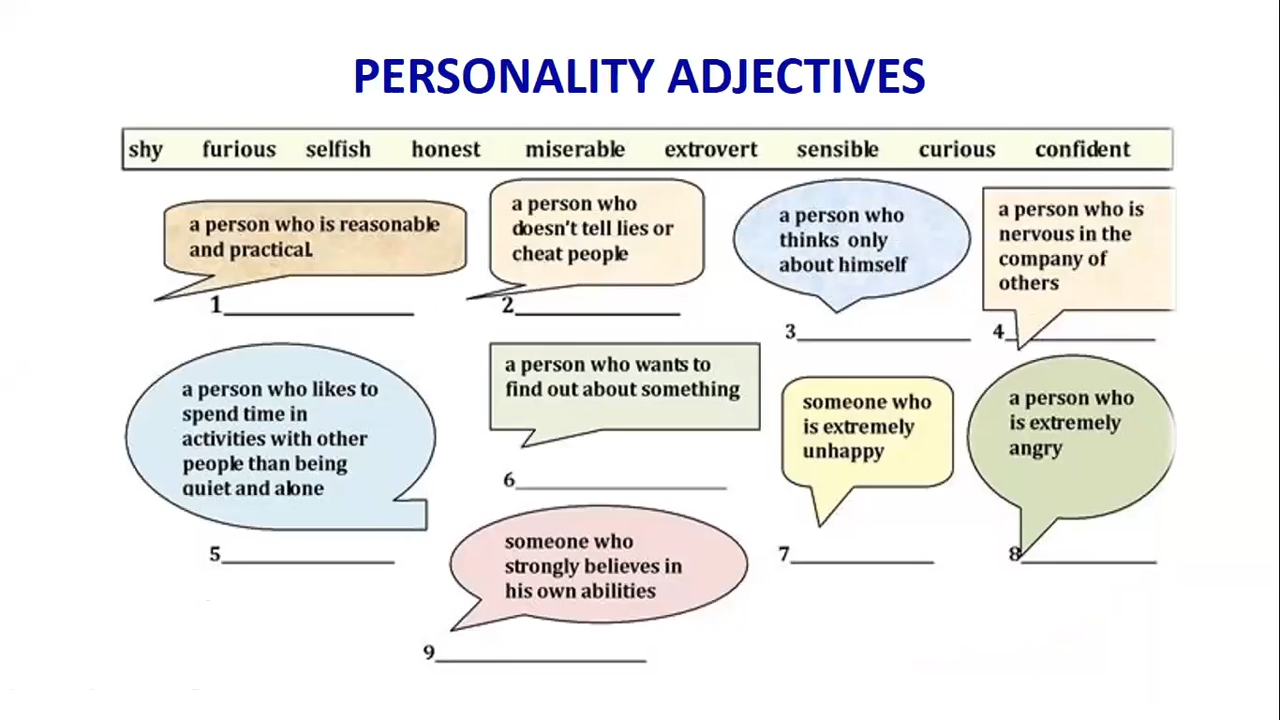 PERSONALITY ADJECTIVES
shy furious selfish honest miserable extrovert sensible curious confident
a person who is reasonable
and practical.
1
a person who
doesn't tell lies or
cheat people
2
a person who
thinks only
about himself
3
a person who is
nervous in the
company of
others
4
a person who likes to
spend time in
activities with other
people than being
quiet and alone
5
a person who wants to
find out about something
6
someone who
is extremely
unhappy
7
a person who
is extremely
angry
8
someone who
strongly believes in
his own abilities
9